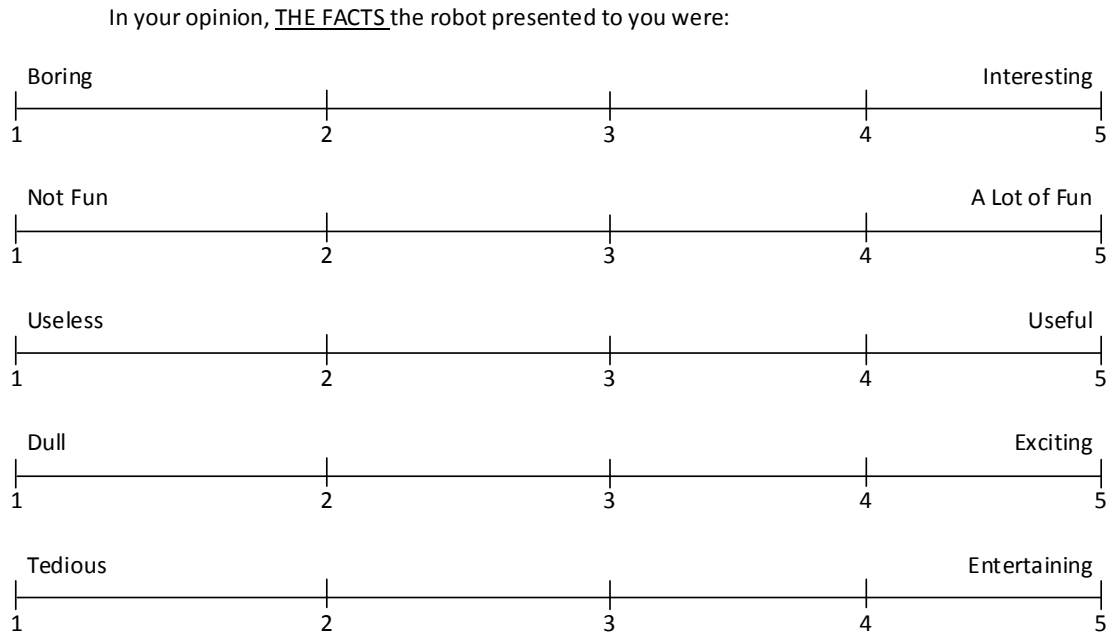 In your opinion, THE FACTS the robot presented to you were:
Boring Interesting
1 2 3 4 5
Not Fun A Lot of Fun
1 2 3 4 5
Useless Useful
1 2 3 4 5
Dull Exciting
1 2 3 4 5
Tedious Entertaining
1 2 3 4 5